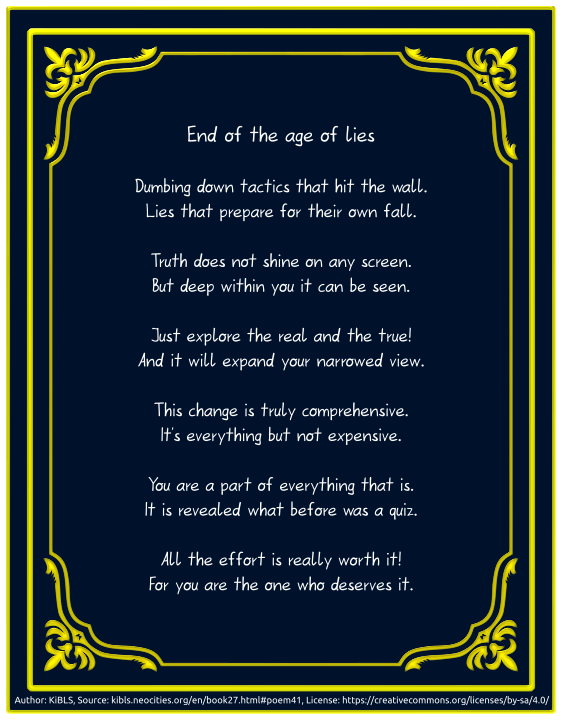 End of the age of lies
Dumbing down tactics that hit the wall.
Lies that prepare for their own fall.
Truth does not shine on any screen.
But deep within you it can be seen.
Just explore the real and the true!
And it will expand your narrowed view.
This change is truly comprehensive.
It's everything but not expensive.
You are a part of everything that is.
It is revealed what before was a quiz.
All the effort is really worth it!
For you are the one who deserves it.
Author: KiBLS, Source: kibls.neocities.org/en/book27.html#poem41, License: https://creativecommons.org/licenses/by-sa/4.0/